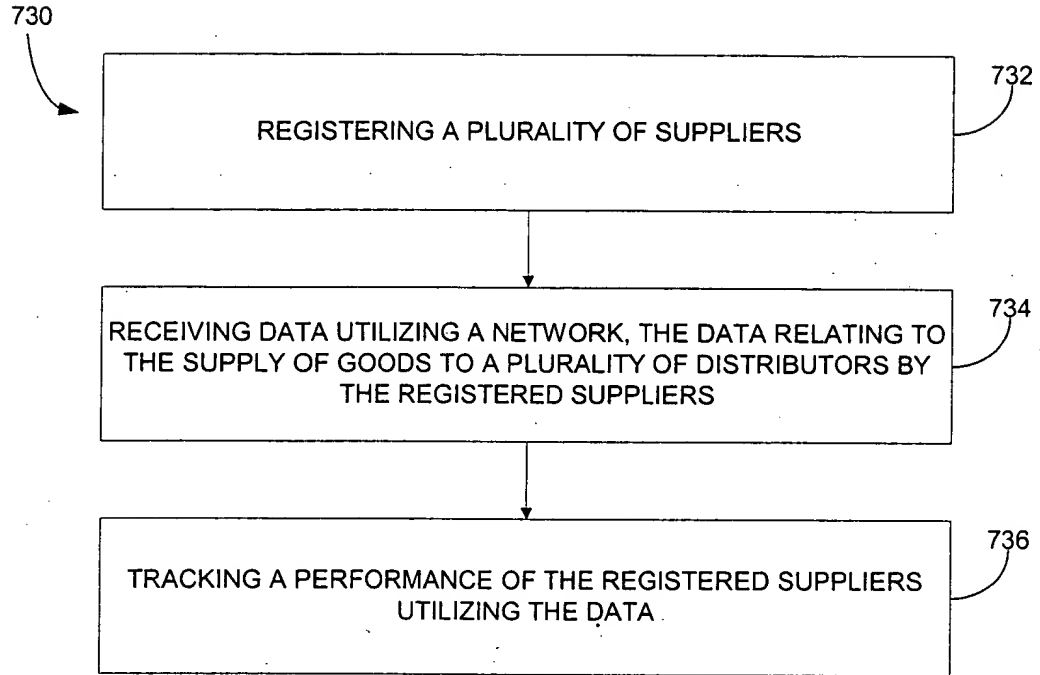 730
732
REGISTERING A PLURALITY OF SUPPLIERS
734
RECEIVING DATA UTILIZING A NETWORK, THE DATA RELATING TO
THE SUPPLY OF GOODS TO A PLURALITY OF DISTRIBUTORS BY
THE REGISTERED SUPPLIERS
736
TRACKING A PERFORMANCE OF THE REGISTERED SUPPLIERS
UTILIZING THE DATA